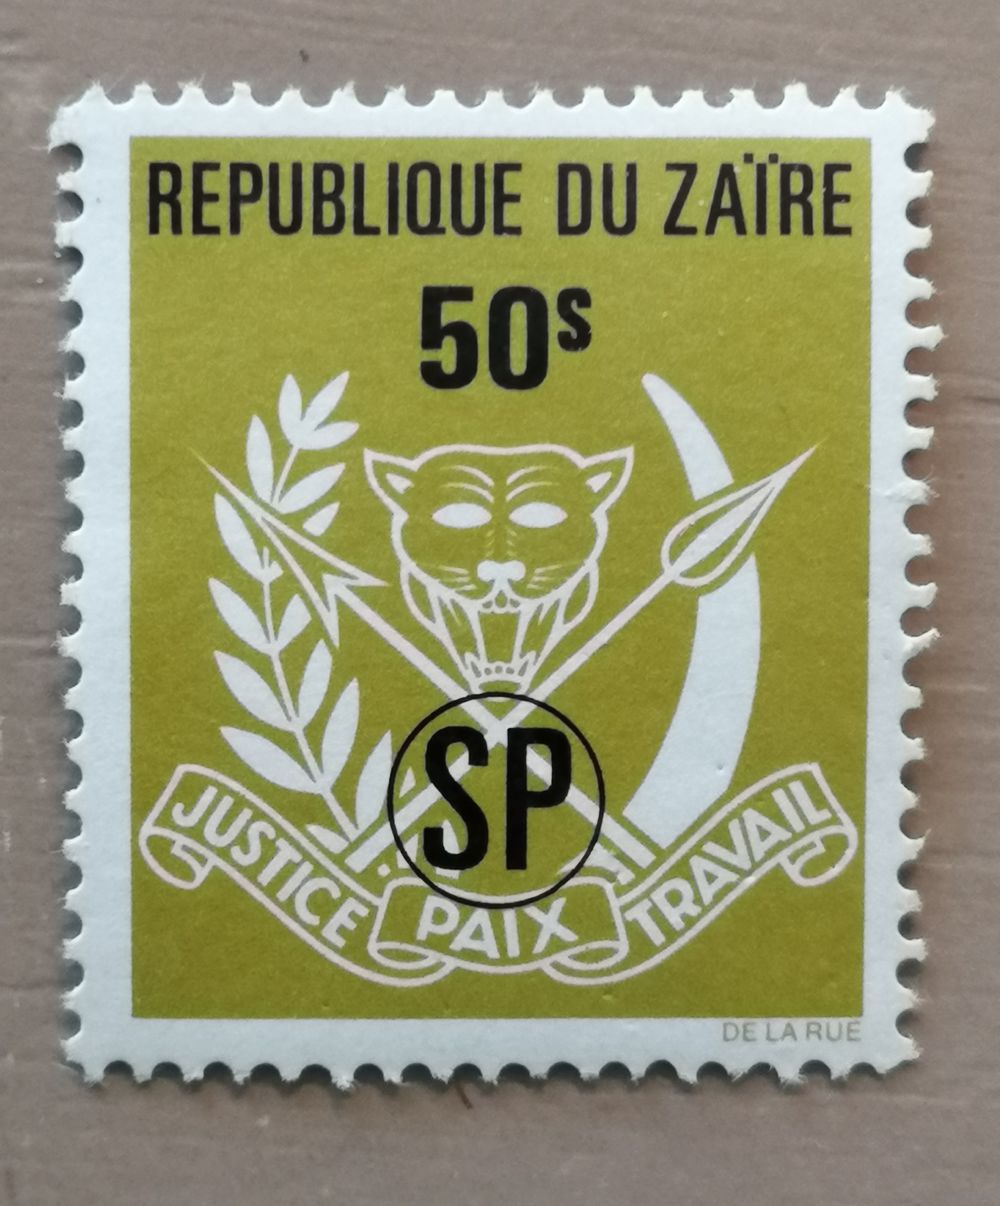 REPUBLIQUE DU ZAÏRE
50s
SP
JUSTICE PAIX TRAVAIL
DE LA RUE